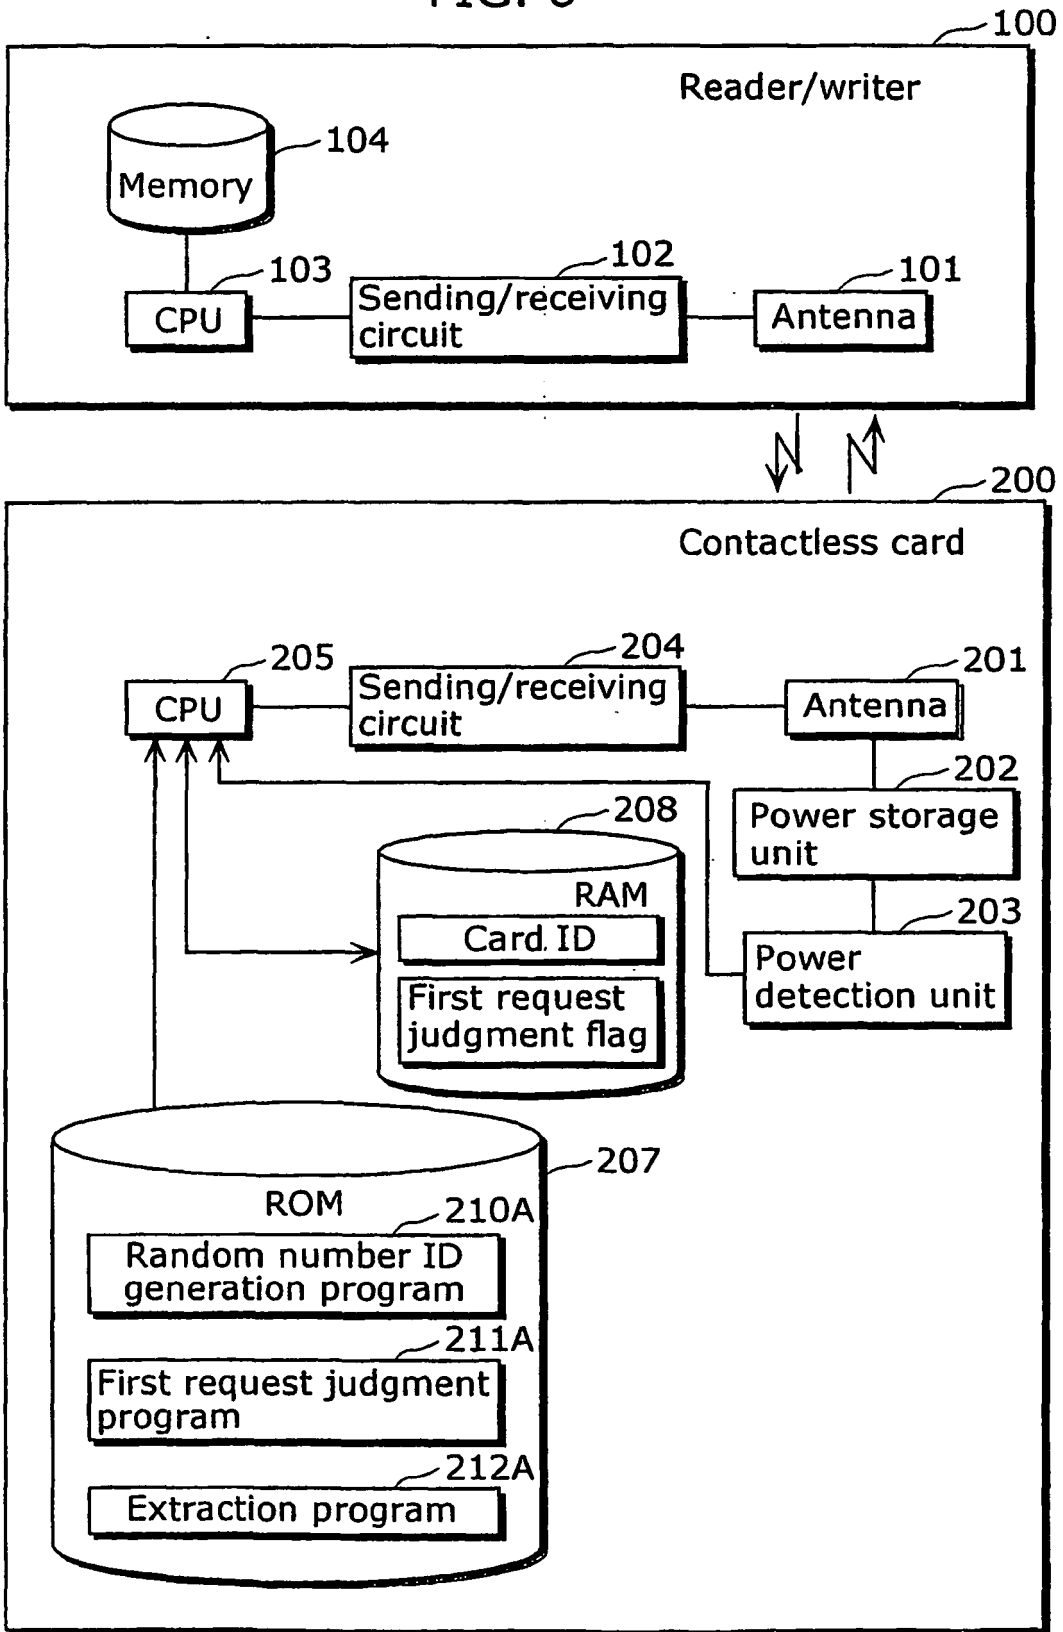 100
Reader/writer
104
Memory
103
102
101
CPU
Sending/receiving
circuit
Antenna
200
Contactless card
205
204
201
CPU
Sending/receiving
circuit
Antenna
202
Power storage
unit
208
RAM
Card ID
First request
judgment flag
203
Power
detection unit
207
ROM
210A
Random number ID
generation program
211A
First request judgment
program
212A
Extraction program